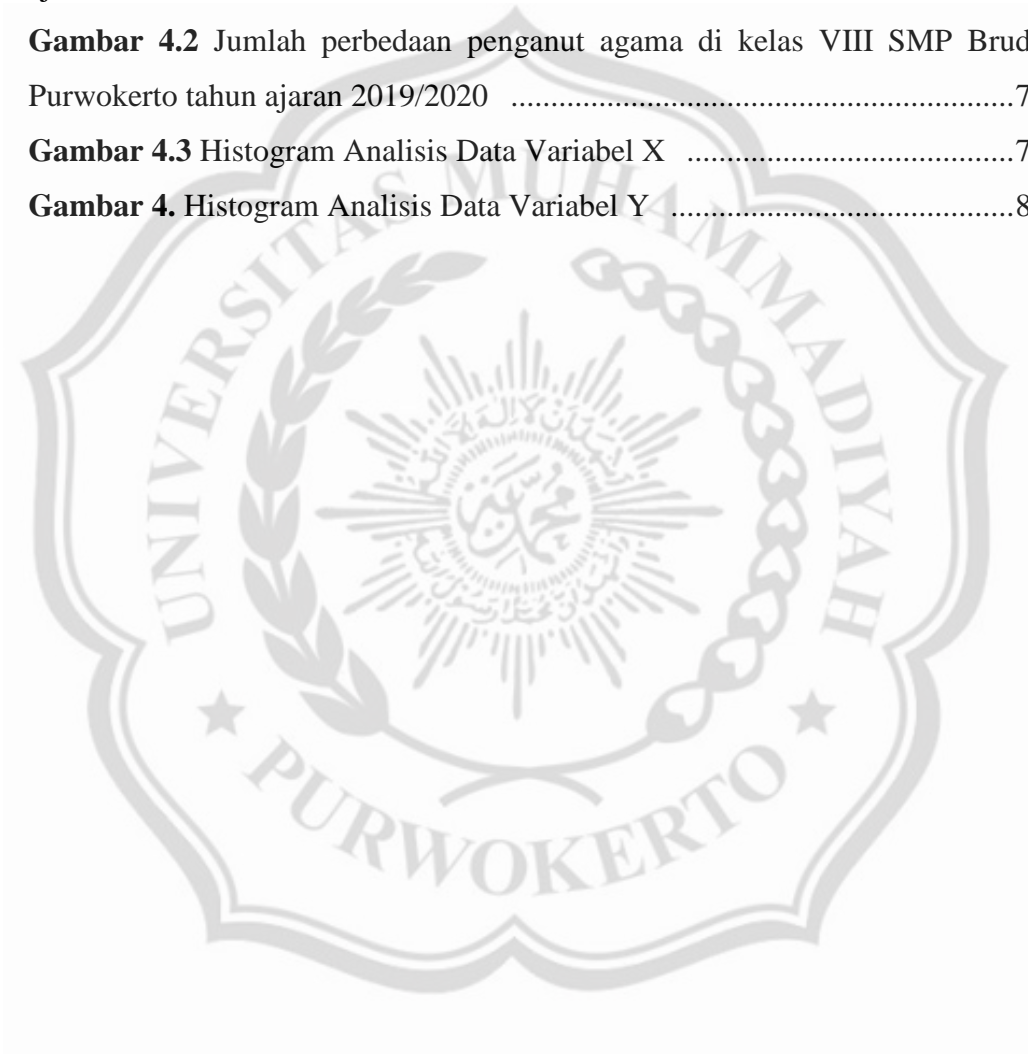 Gambar 4.2 Jumlah perbedaan penganut agama di kelas VIII SMP Brud
Purwokerto tahun ajaran 2019/2020 ...............................................................7
Gambar 4.3 Histogram Analisis Data Variabel X .........................................7
Gambar 4. Histogram Analisis Data Variabel Y ...........................................8
UNIVERSITAS MUHAMMADIYAH
PURWOKERTO